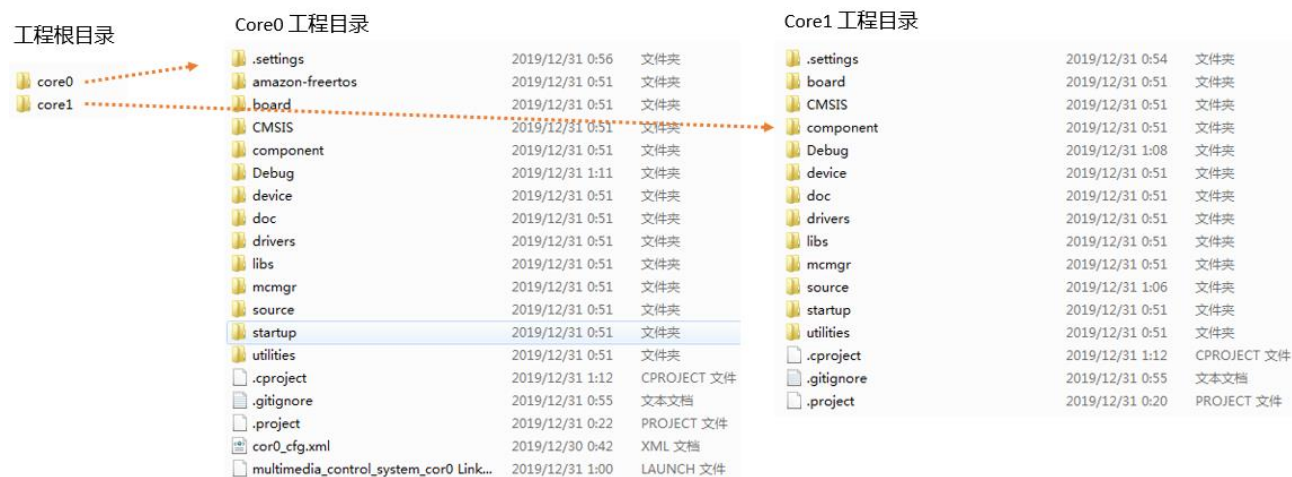 工程根目录
core0
core1
Core0 工程目录
.settings 2019/12/31 0:56 文件夹
amazon-freertos 2019/12/31 0:51 文件夹
board 2019/12/31 0:51 文件夹
CMSIS 2019/12/31 0:51 文件夹
component 2019/12/31 0:51 文件夹
Debug 2019/12/31 1:11 文件夹
device 2019/12/31 0:51 文件夹
doc 2019/12/31 0:51 文件夹
drivers 2019/12/31 0:51 文件夹
libs 2019/12/31 0:51 文件夹
mcmgr 2019/12/31 0:51 文件夹
source 2019/12/31 0:51 文件夹
startup 2019/12/31 0:51 文件夹
utilities 2019/12/31 0:51 文件夹
.cproject 2019/12/31 1:12 CPROJECT 文件
.gitignore 2019/12/31 0:55 文本文档
.project 2019/12/31 0:22 PROJECT 文件
cor0_cfg.xml 2019/12/30 0:42 XML 文档
multimedia_control_system_cor0 Link... 2019/12/31 1:00 LAUNCH 文件
Core1 工程目录
.settings 2019/12/31 0:54 文件夹
board 2019/12/31 0:51 文件夹
CMSIS 2019/12/31 0:51 文件夹
component 2019/12/31 0:51 文件夹
Debug 2019/12/31 1:08 文件夹
device 2019/12/31 0:51 文件夹
doc 2019/12/31 0:51 文件夹
drivers 2019/12/31 0:51 文件夹
libs 2019/12/31 0:51 文件夹
mcmgr 2019/12/31 0:51 文件夹
source 2019/12/31 1:06 文件夹
startup 2019/12/31 0:51 文件夹
utilities 2019/12/31 0:51 文件夹
.cproject 2019/12/31 1:12 CPROJECT 文件
.gitignore 2019/12/31 0:55 文本文档
.project 2019/12/31 0:20 PROJECT 文件